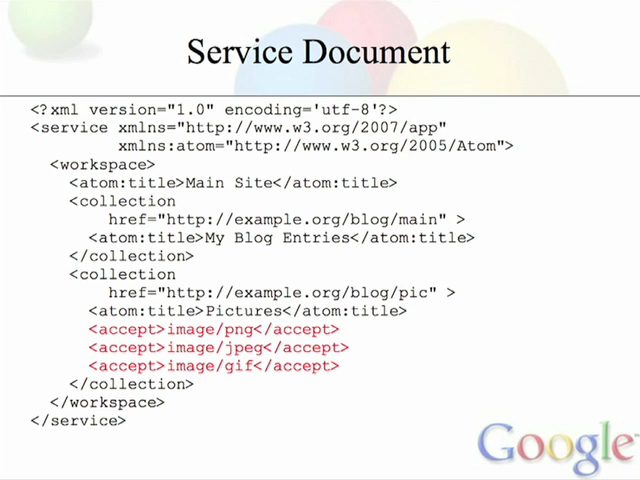 Service Document
<?xml version="1.0" encoding='utf-8'?>
<service xmlns="http://www.w3.org/2007/app"
xmlns:atom="http://www.w3.org/2005/Atom">
<workspace>
<atom:title>Main Site</atom:title>
<collection
href="http://example.org/blog/main" >
<atom:title>My Blog Entries</atom:title>
</collection>
<collection
href="http://example.org/blog/pic" >
<atom:title>Pictures</atom:title>
<accept>image/png</accept>
<accept>image/jpeg</accept>
<accept>image/gif</accept>
</collection>
</workspace>
</service>
Google